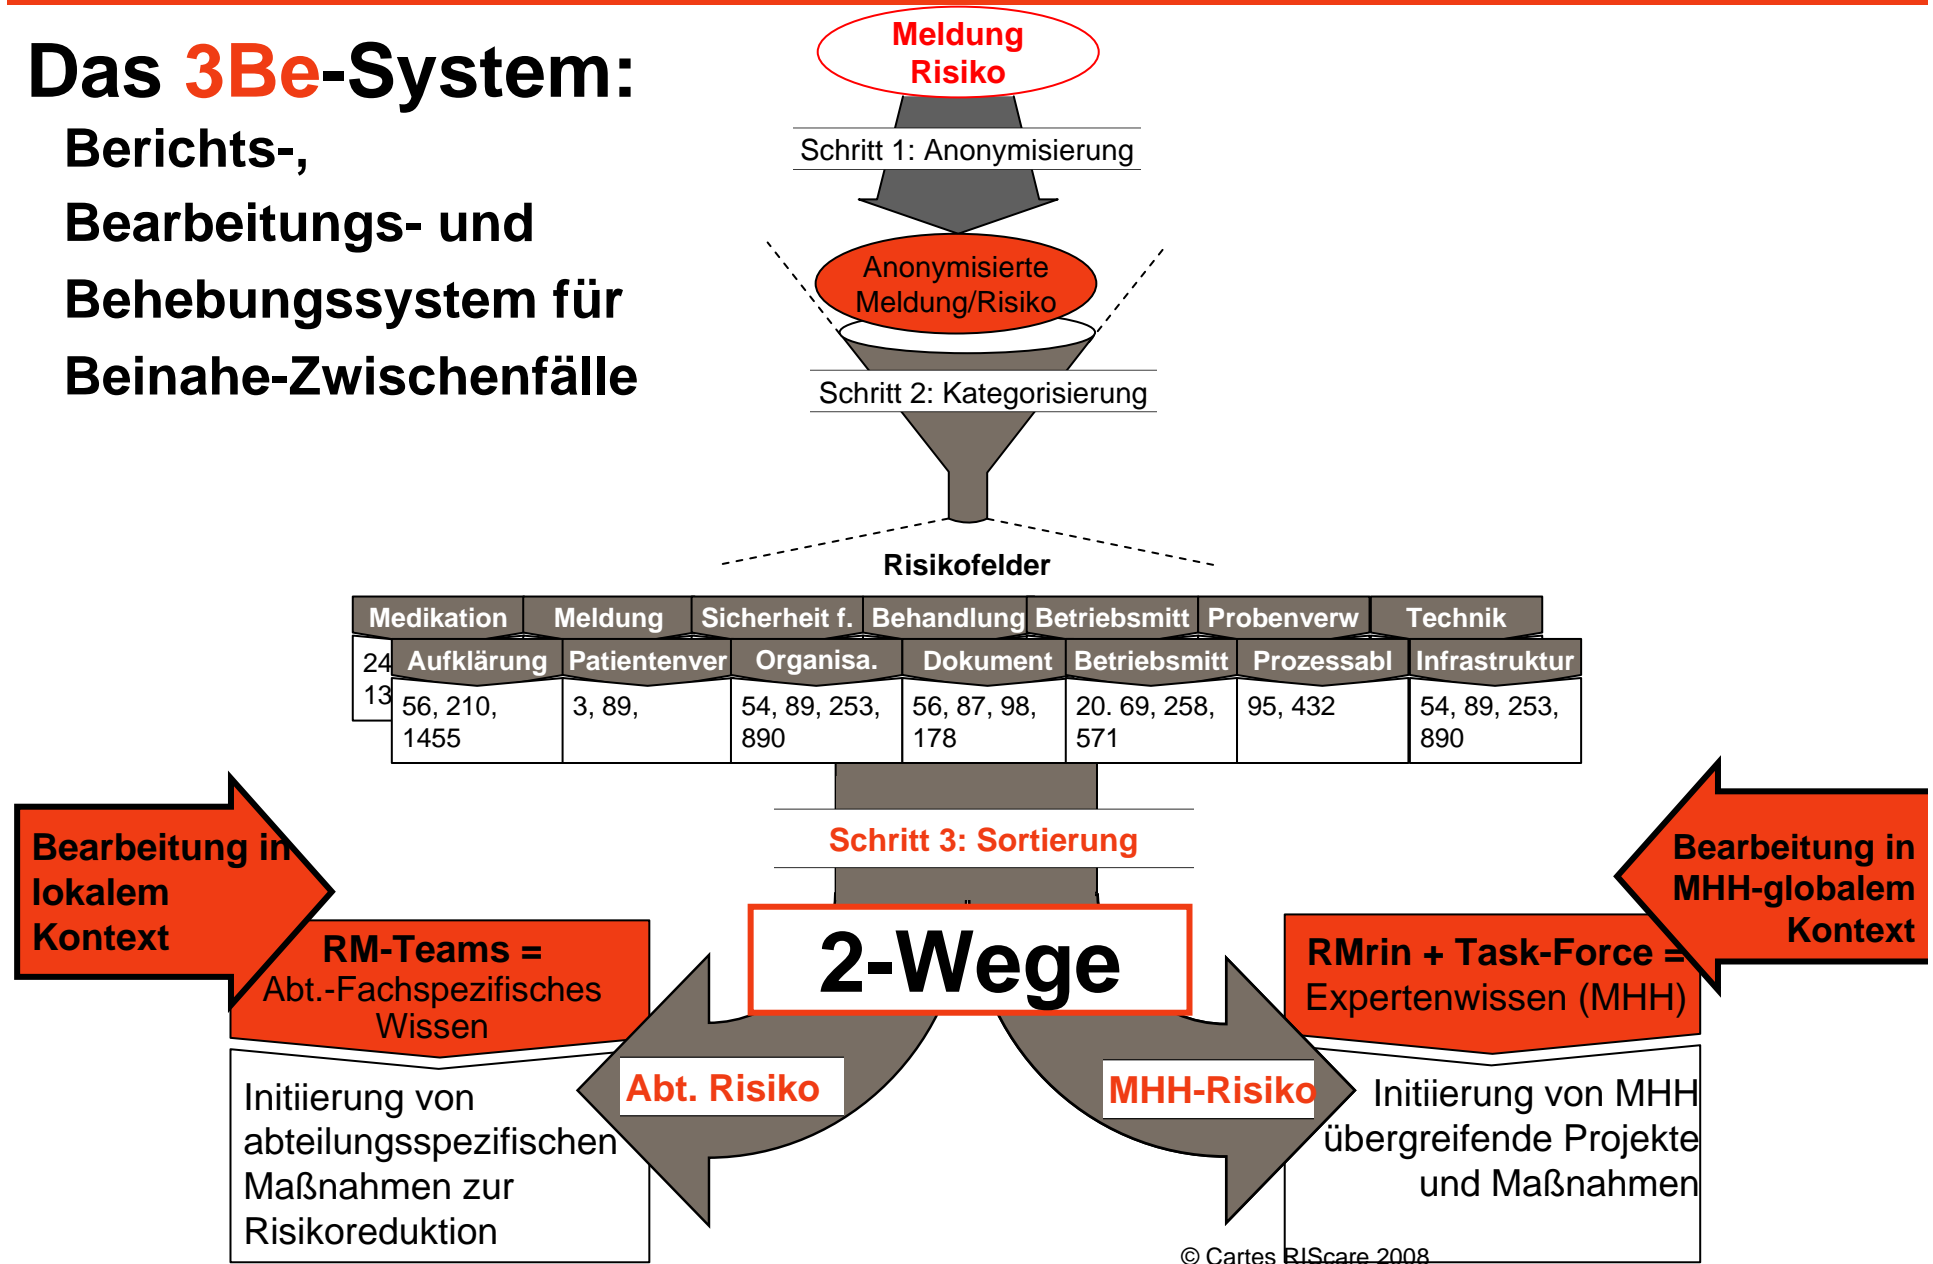 Das 3Be-System:
Berichts-,
Bearbeitungs- und
Behebungssystem für
Beinahe-Zwischenfälle
Meldung
Risiko
Schritt 1: Anonymisierung
Anonymisierte
Meldung/Risiko
Schritt 2: Kategorisierung
Risikofelder
Medikation Meldung Sicherheit f. Behandlung Betriebsmitt Probenverw Technik
24
13
Aufklärung Patientenver Organisa. Dokument Betriebsmitt Prozessabl Infrastruktur
56, 210,
1455
3, 89,
54, 89, 253,
890
56, 87, 98,
178
20. 69, 258,
571
95, 432
54, 89, 253,
890
Schritt 3: Sortierung
2-Wege
Bearbeitung in
lokalem
Kontext
RM-Teams =
Abt.-Fachspezifisches
Wissen
Abt. Risiko
Initiierung von
abteilungsspezifischen
Maßnahmen zur
Risikoreduktion
Bearbeitung in
MHH-globalem
Kontext
RMrin + Task-Force =
Expertenwissen (MHH)
MHH-Risiko
Initiierung von MHH
übergreifende Projekte
und Maßnahmen
© Cartes RIScare 2008